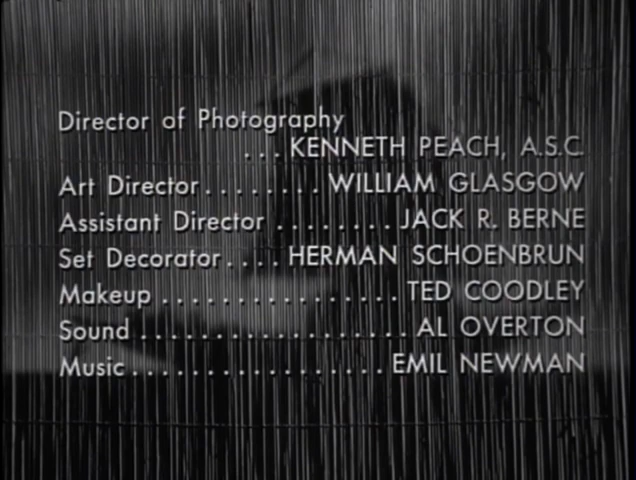 Director of Photography
... KENNETH PEACH, A.S.C.
Art Director........ WILLIAM GLASGOW
Assistant Director ........ JACK R. BERNE
Set Decorator.... HERMAN SCHOENBRUN
Makeup ................ TED COODLEY
Sound .................. AL OVERTON
Music................. EMIL NEWMAN